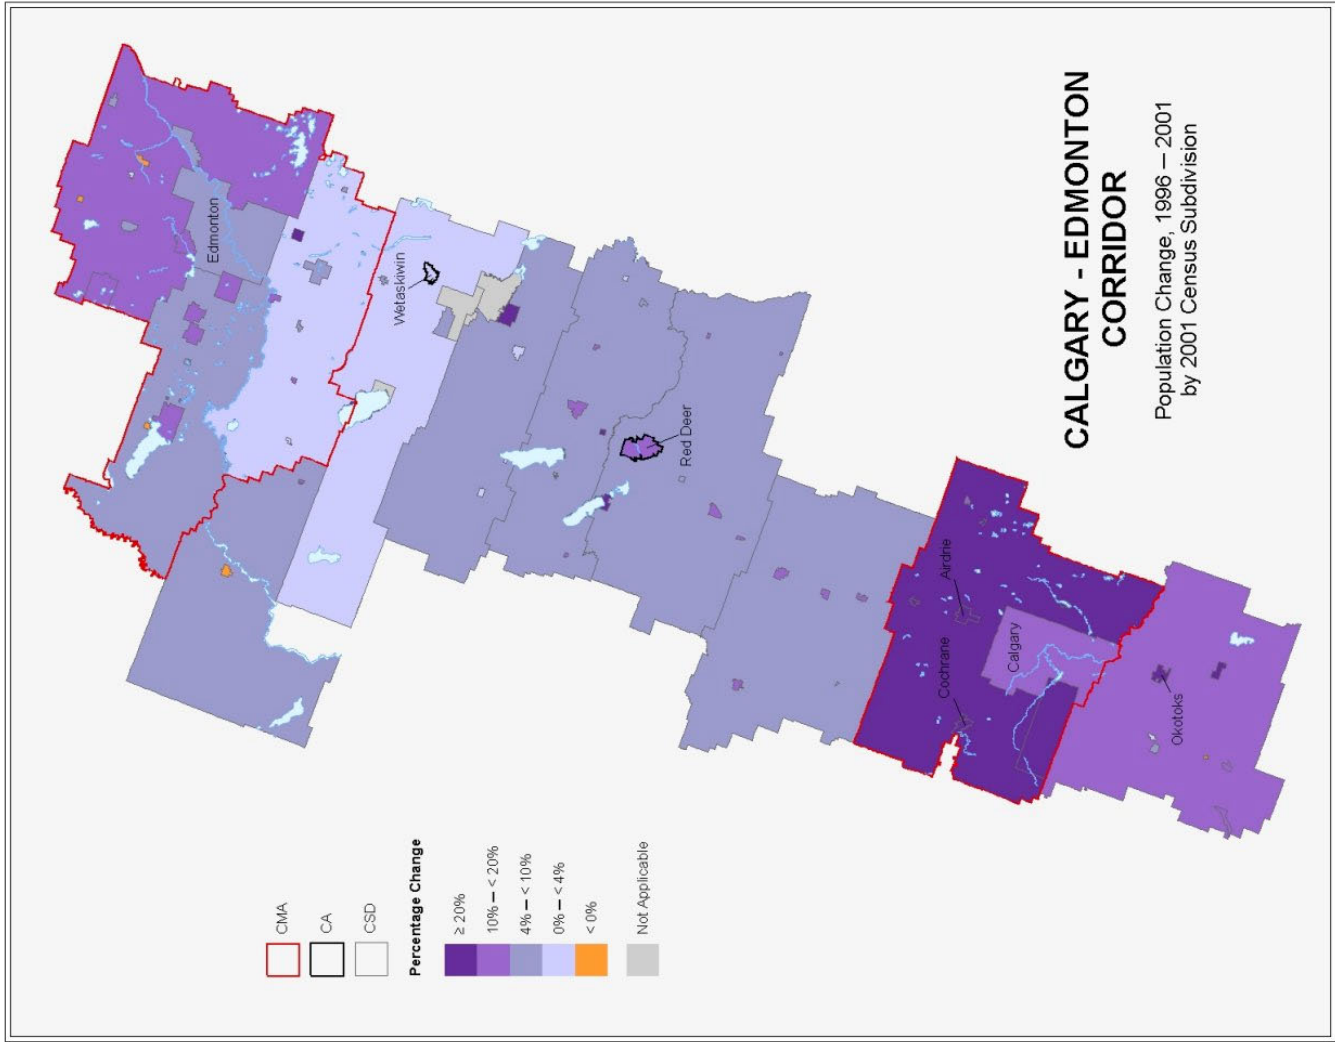 CALGARY - EDMONTON
CORRIDOR
Population Change, 1996 – 2001
by 2001 Census Subdivision
Edmonton
Wetaskiwin
Red Deer
Airdrie
Cochrane
Calgary
Okotoks
CMA
CA
CSD
Percentage Change
≥ 20%
10% – < 20%
4% – < 10%
0% – < 4%
< 0%
Not Applicable